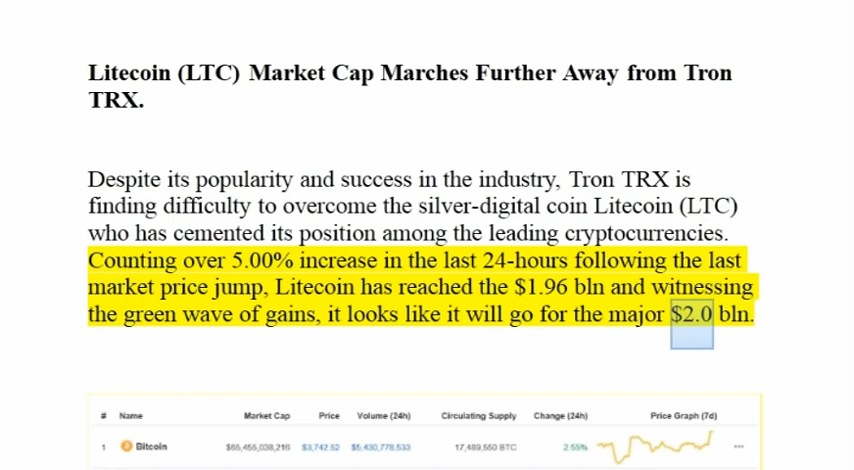 Litecoin (LTC) Market Cap Marches Further Away from Tron
TRX.
Despite its popularity and success in the industry, Tron TRX is
finding difficulty to overcome the silver-digital coin Litecoin (LTC)
who has cemented its position among the leading cryptocurrencies.
Counting over 5.00% increase in the last 24-hours following the last
market price jump, Litecoin has reached the $1.96 bln and witnessing
the green wave of gains, it looks like it will go for the major $2.0 bln.
# Name Market Cap Price Volume (24h) Circulating Supply Change (24h) Price Graph (7d)
1 Bitcoin $65,455,038,216 $3,742.52 $5,430,778,533 17,489,550 BTC 2.55% ...